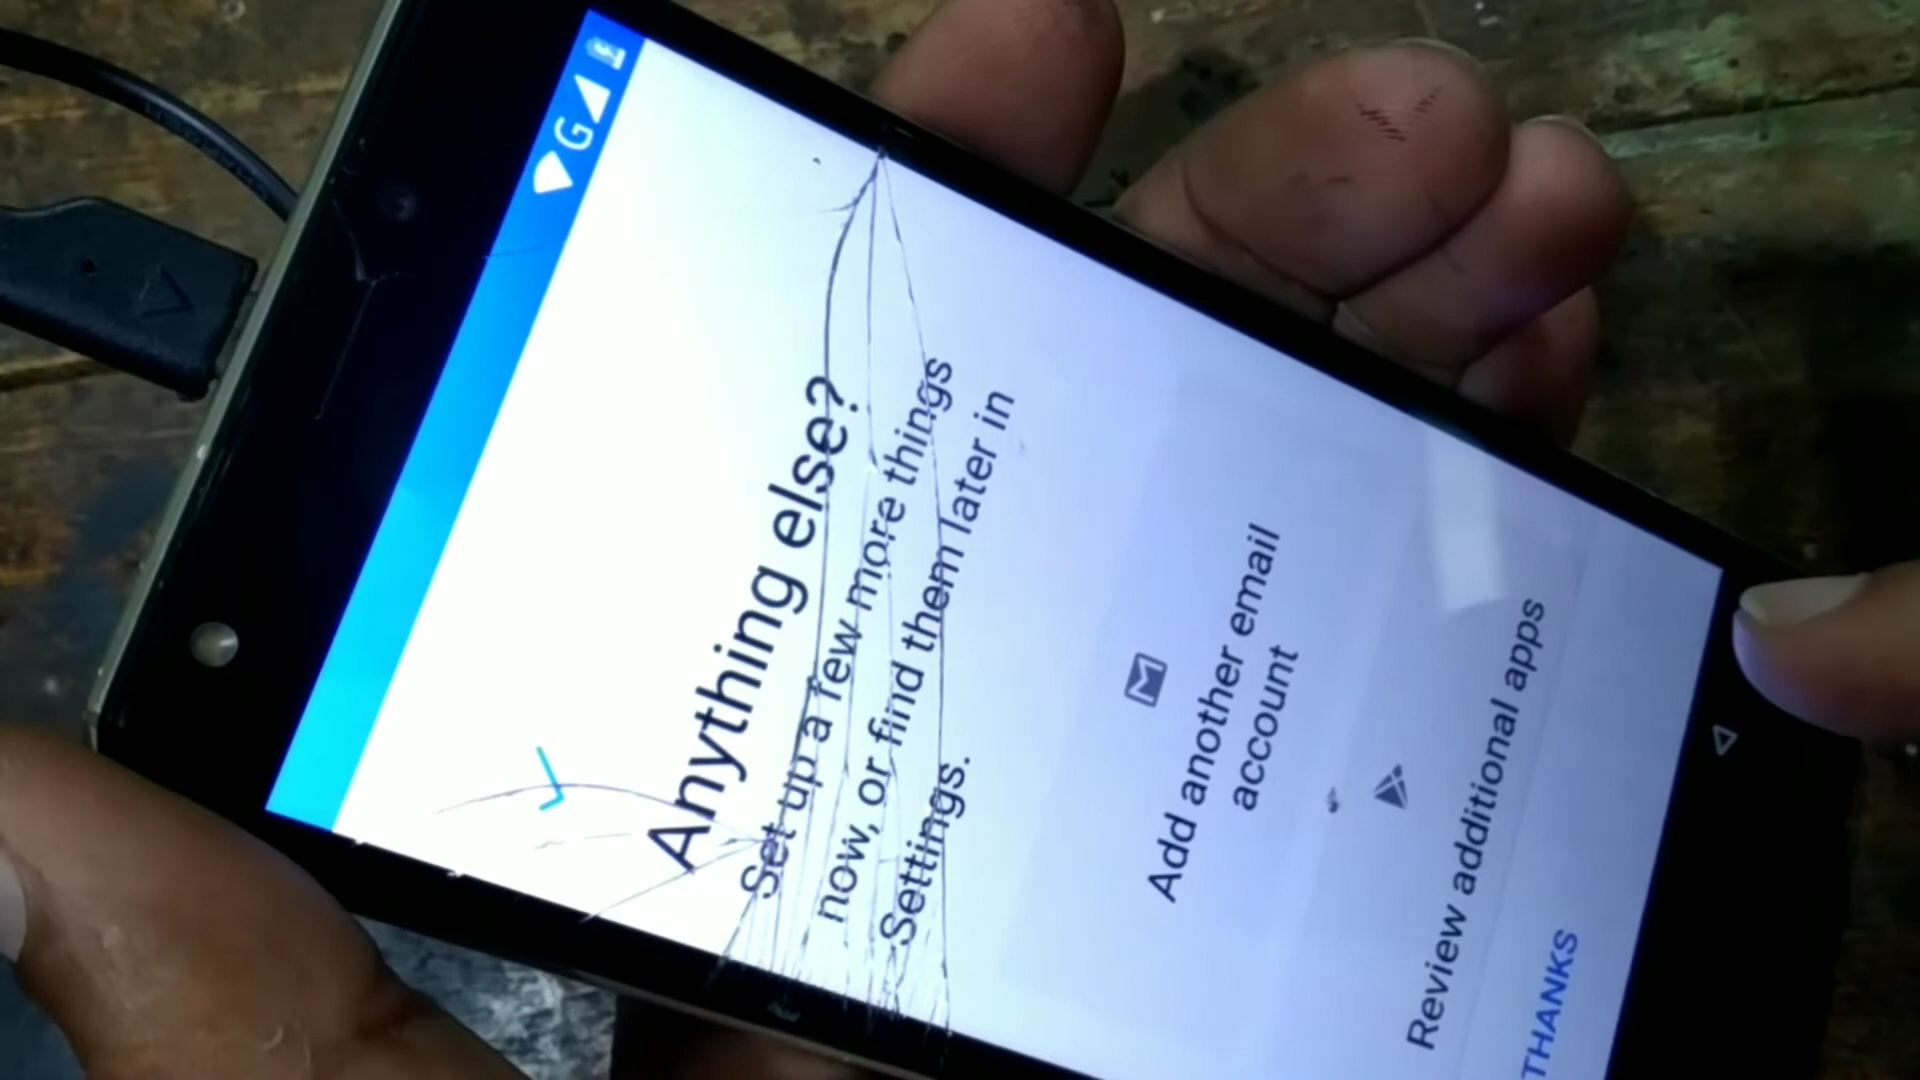 G
Anything else?
Set up a few more things
now, or find them later in
Settings.
Add another email
account
Review additional apps
THANKS